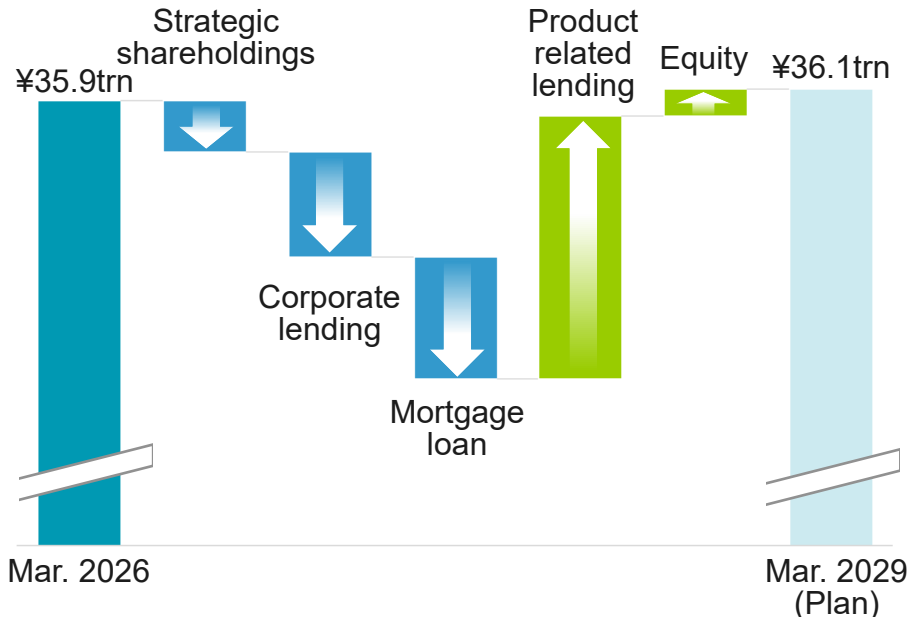 Strategic
shareholdings
Product
related
lending
Equity
¥35.9trn
¥36.1trn
Corporate
lending
Mortgage
loan
Mar. 2026
Mar. 2029
(Plan)